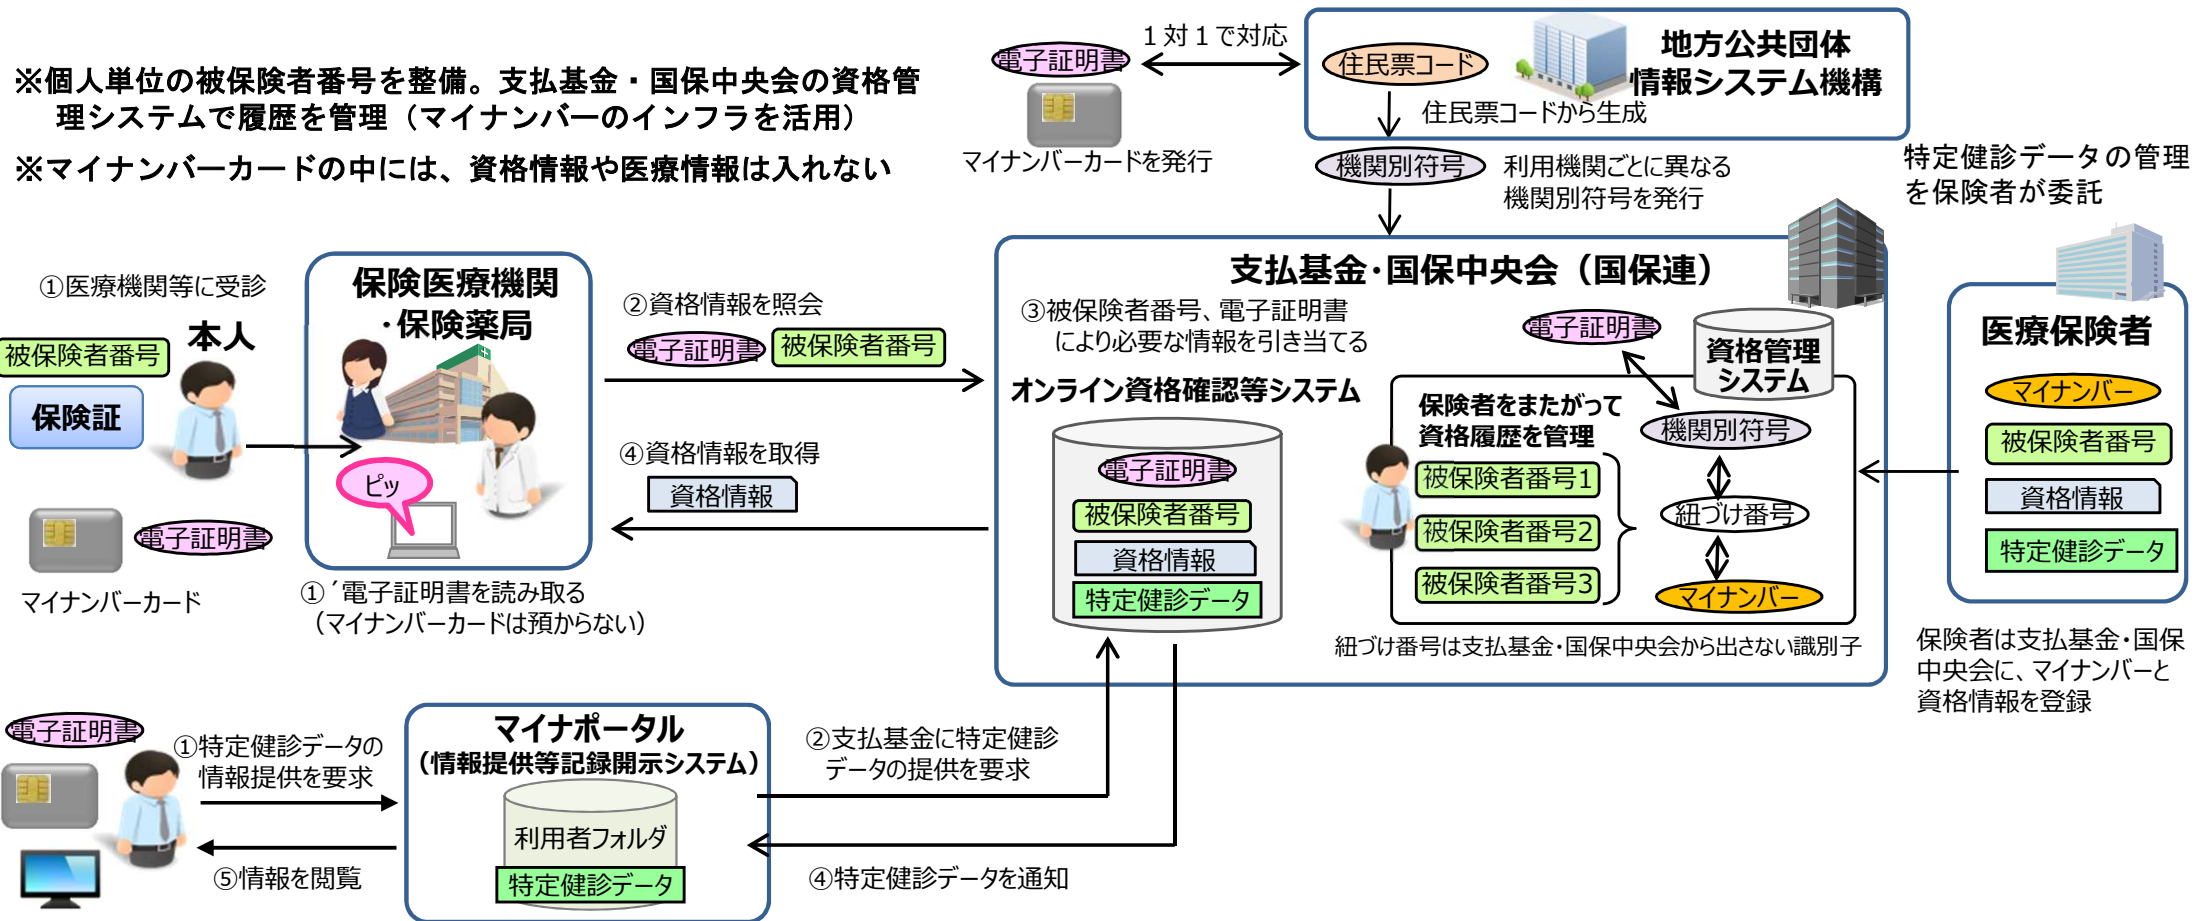 ※個人単位の被保険者番号を整備。支払基金・国保中央会の資格管
理システムで履歴を管理（マイナンバーのインフラを活用）
※マイナンバーカードの中には、資格情報や医療情報は入れない
電子証明書
１対１で対応
マイナンバーカードを発行
住民票コード
地方公共団体
情報システム機構
住民票コードから生成
機関別符号
利用機関ごとに異なる
機関別符号を発行
特定健診データの管理
を保険者が委託
①医療機関等に受診
被保険者番号
本人
保険証
マイナンバーカード
電子証明書
保険医療機関
・保険薬局
ピッ
①´電子証明書を読み取る
（マイナンバーカードは預からない）
②資格情報を照会
電子証明書
被保険者番号
④資格情報を取得
資格情報
支払基金・国保中央会（国保連）
③被保険者番号、電子証明書
により必要な情報を引き当てる
オンライン資格確認等システム
電子証明書
被保険者番号
資格情報
特定健診データ
電子証明書
資格管理
システム
保険者をまたがって
資格履歴を管理
被保険者番号1
被保険者番号2
被保険者番号3
機関別符号
紐づけ番号
マイナンバー
紐づけ番号は支払基金・国保中央会から出さない識別子
医療保険者
マイナンバー
被保険者番号
資格情報
特定健診データ
保険者は支払基金・国保
中央会に、マイナンバーと
資格情報を登録
電子証明書
①特定健診データの
情報提供を要求
⑤情報を閲覧
マイナポータル
（情報提供等記録開示システム）
利用者フォルダ
特定健診データ
②支払基金に特定健診
データの提供を要求
④特定健診データを通知